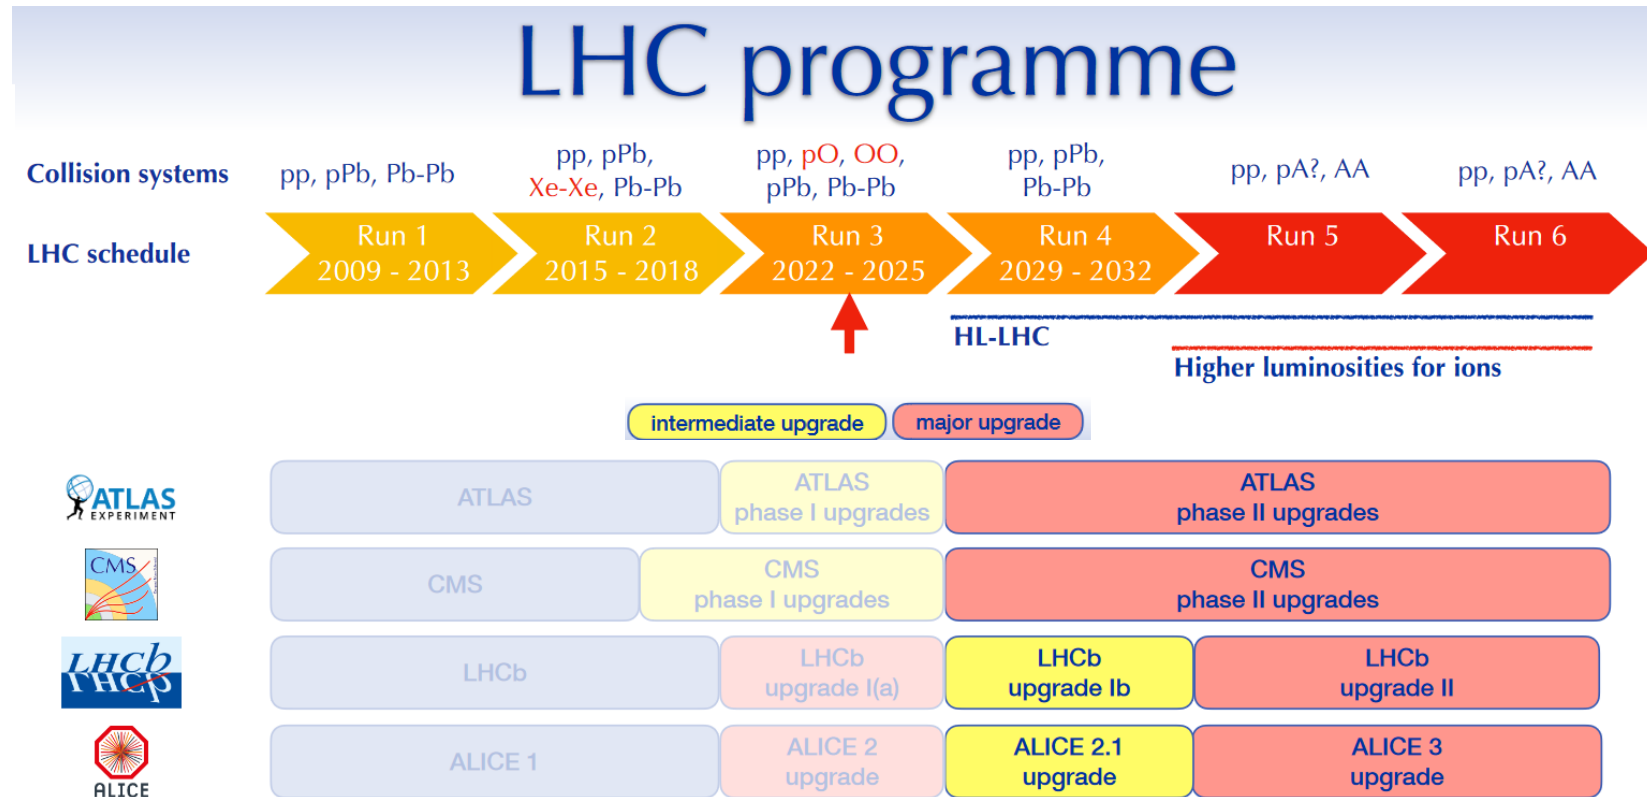 LHC programme
Collision systems
pp, pPb, Pb-Pb
pp, pPb,
Xe-Xe, Pb-Pb
pp, pO, OO,
pPb, Pb-Pb
pp, pPb,
Pb-Pb
pp, pA?, AA
pp, pA?, AA
LHC schedule
Run 1
2009 - 2013
Run 2
2015 - 2018
Run 3
2022 - 2025
Run 4
2029 - 2032
Run 5
Run 6
HL-LHC
Higher luminosities for ions
intermediate upgrade
major upgrade
ATLAS
EXPERIMENT
ATLAS
ATLAS
phase I upgrades
ATLAS
phase II upgrades
CMS
CMS
CMS
phase I upgrades
CMS
phase II upgrades
LHCb
LHCb
LHCb
LHCb
upgrade I(a)
LHCb
upgrade Ib
LHCb
upgrade II
ALICE
ALICE 1
ALICE 2
upgrade
ALICE 2.1
upgrade
ALICE 3
upgrade